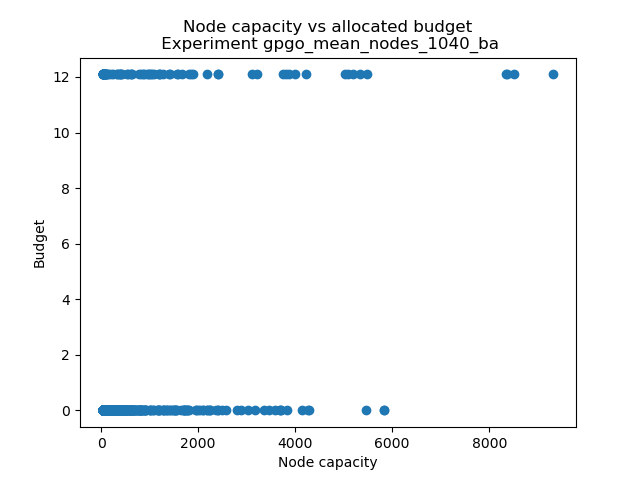 Node capacity vs allocated budget
Experiment gpgo_mean_nodes_1040_ba
12
10
8
6
4
2
0
Budget
0 2000 4000 6000 8000
Node capacity